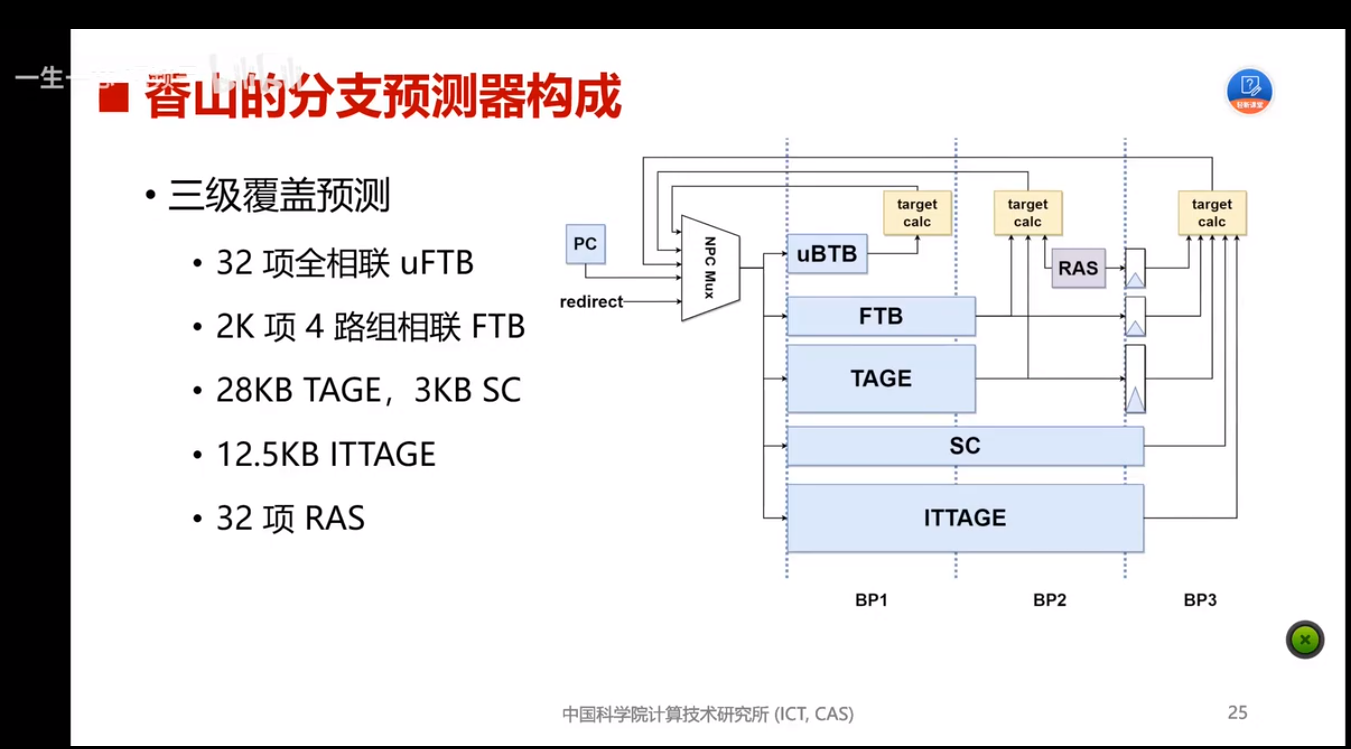 一生一
香山的分支预测器构成
轻新课堂
• 三级覆盖预测
• 32 项全相联 uFTB
• 2K 项 4 路组相联 FTB
• 28KB TAGE，3KB SC
• 12.5KB ITTAGE
• 32 项 RAS
PC
redirect
NPC Mux
uBTB
target
calc
target
calc
target
calc
RAS
FTB
TAGE
SC
ITTAGE
BP1
BP2
BP3
中国科学院计算技术研究所 (ICT, CAS)
25